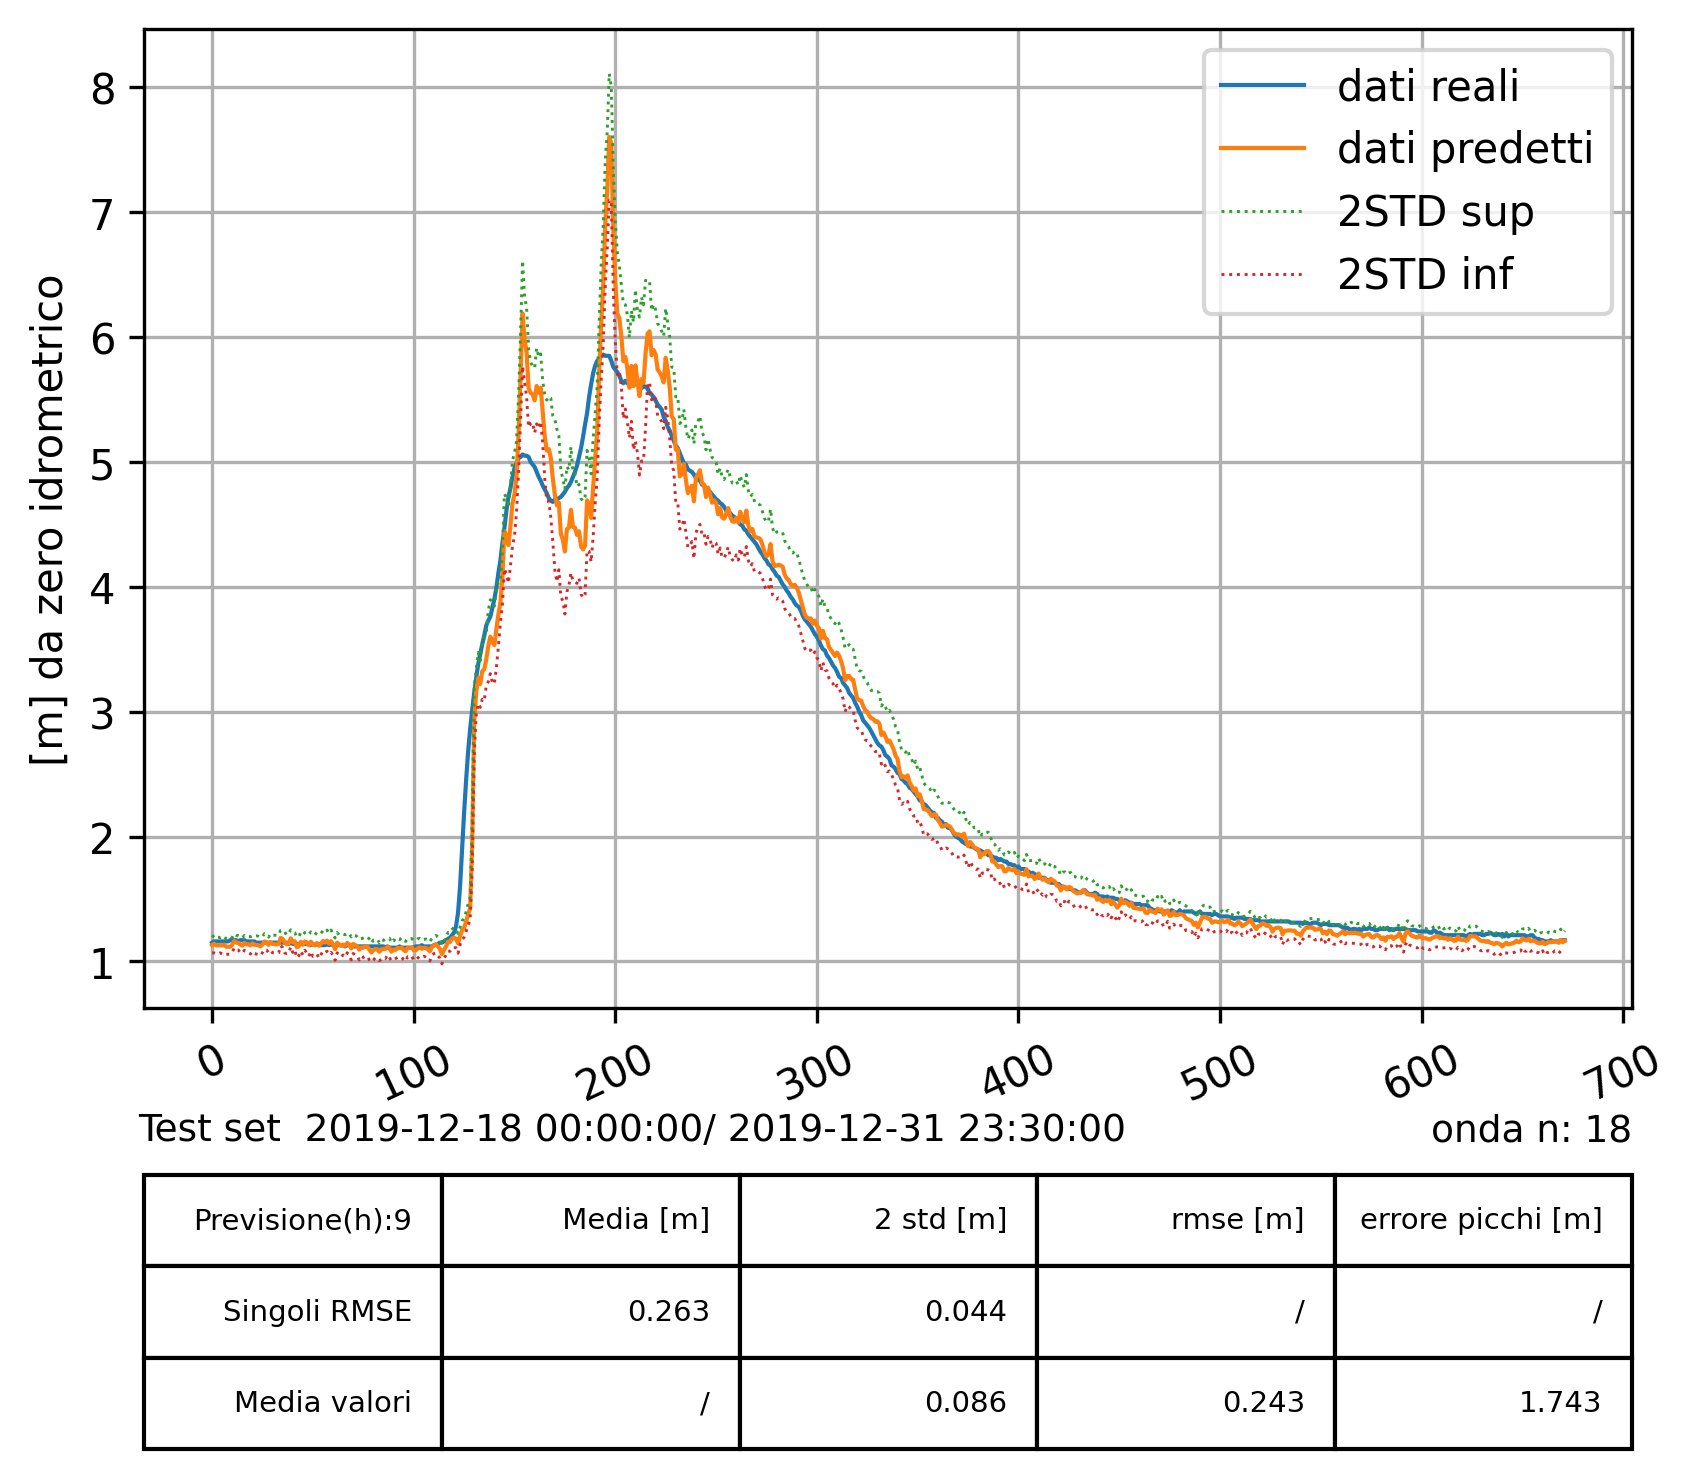 8
7
6
5
4
3
2
1
[m] da zero idrometrico
dati reali
dati predetti
2STD sup
2STD inf
0 100 200 300 400 500 600 700
Test set 2019-12-18 00:00:00/ 2019-12-31 23:30:00 onda n: 18
Previsione(h):9 Media [m] 2 std [m] rmse [m] errore picchi [m]
Singoli RMSE 0.263 0.044 / /
Media valori / 0.086 0.243 1.743